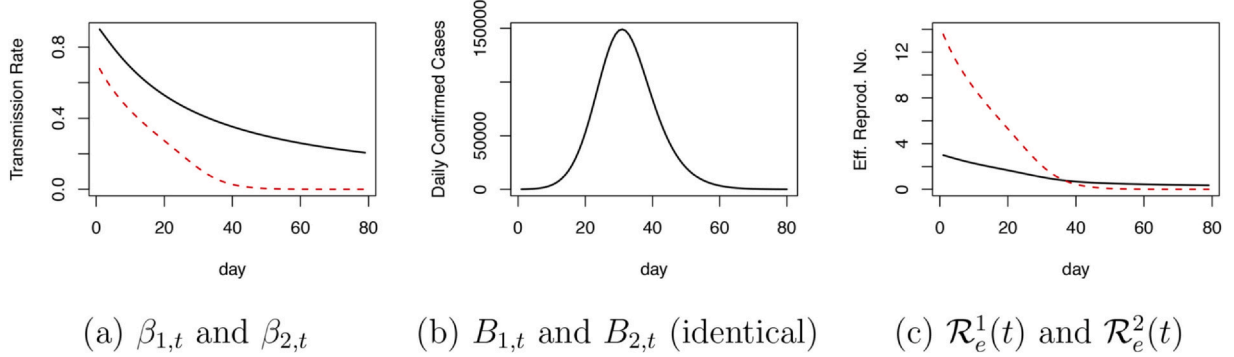 Transmission Rate
0.0 0.4 0.8
0 20 40 60 80
day
Daily Confirmed Cases
0 50000 150000
0 20 40 60 80
day
Eff. Reprod. No.
0 4 8 12
0 20 40 60 80
day
(a) β1,t and β2,t
(b) B1,t and B2,t (identical)
(c) R^1_e(t) and R^2_e(t)